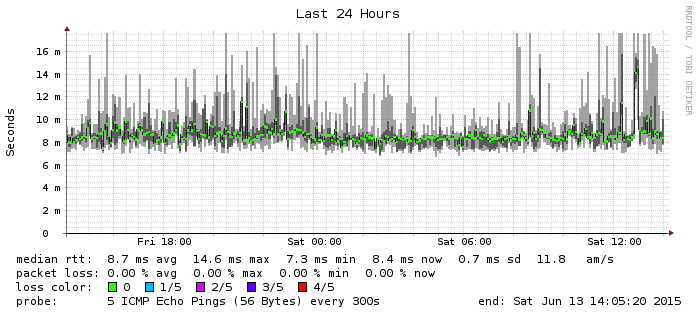 Last 24 Hours
RRDTOOL / TOBI OETIKER
Seconds
16 m
14 m
12 m
10 m
8 m
6 m
4 m
2 m
0
Fri 18:00 Sat 00:00 Sat 06:00 Sat 12:00
median rtt: 8.7 ms avg 14.6 ms max 7.3 ms min 8.4 ms now 0.7 ms sd 11.8 am/s
packet loss: 0.00 % avg 0.00 % max 0.00 % min 0.00 % now
loss color: 0 1/5 2/5 3/5 4/5
probe: 5 ICMP Echo Pings (56 Bytes) every 300s end: Sat Jun 13 14:05:20 2015